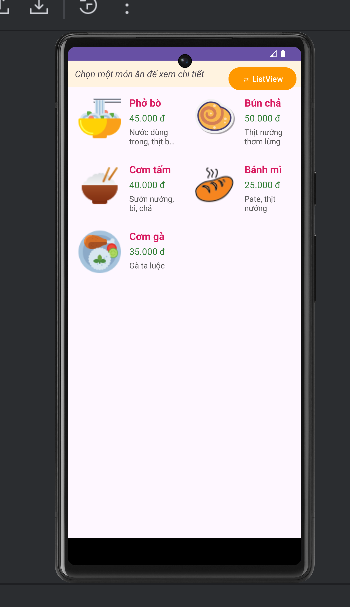 Chọn một món ăn để xem chi tiết
⇄ ListView
Phở bò
45.000 đ
Nước dùng
trong, thịt b…
Bún chả
50.000 đ
Thịt nướng
thơm lừng
Cơm tấm
40.000 đ
Sườn nướng,
bì, chả
Bánh mì
25.000 đ
Pate, thịt
nướng
Cơm gà
35.000 đ
Gà ta luộc